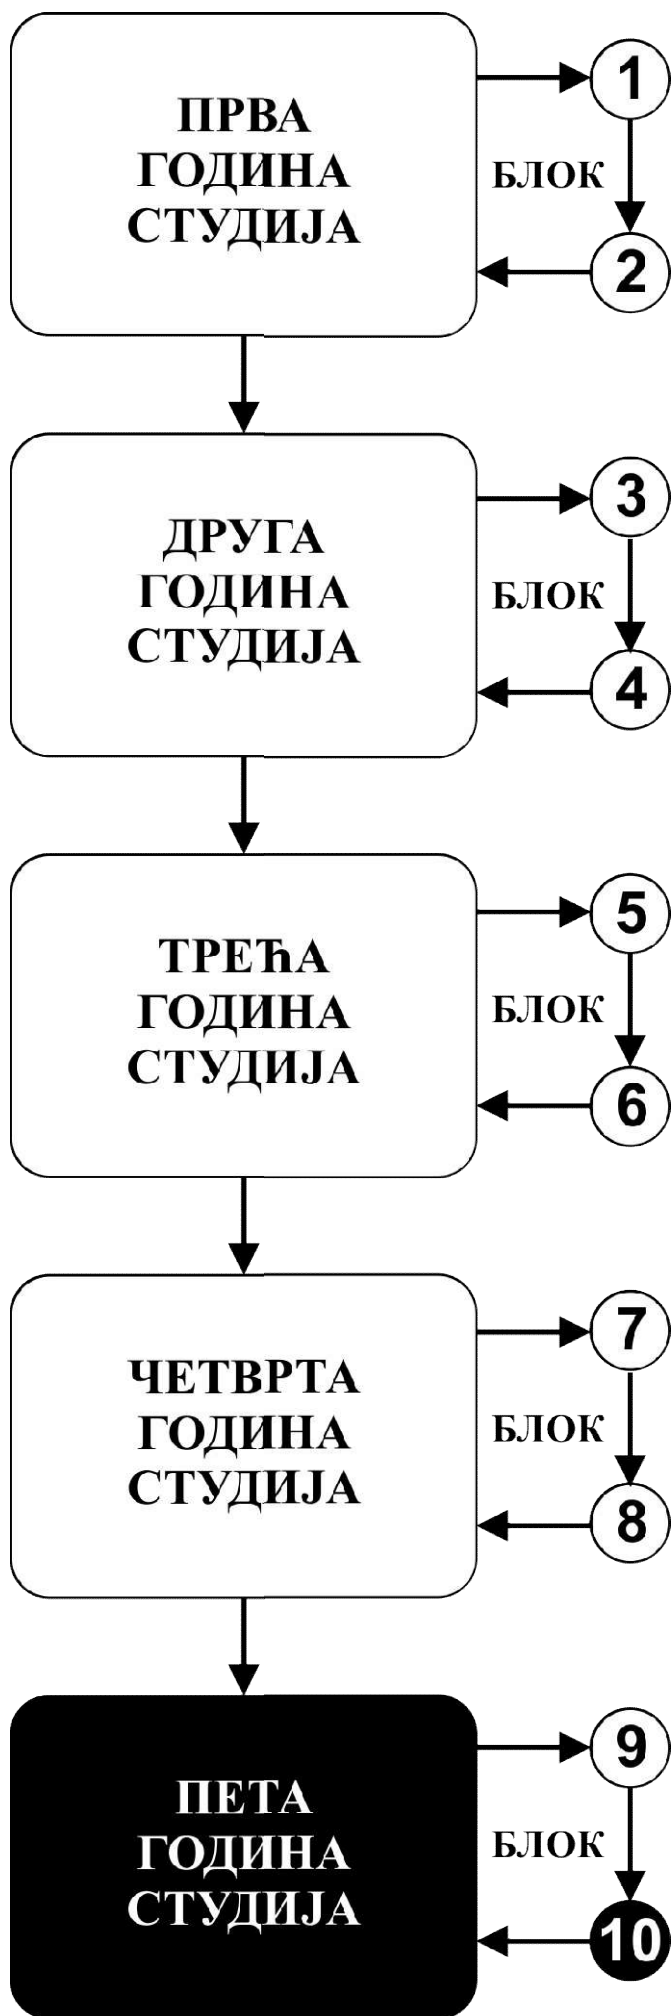 ПРВА
ГОДИНА
СТУДИЈА
1
БЛОК
2
ДРУГА
ГОДИНА
СТУДИЈА
3
БЛОК
4
ТРЕЋА
ГОДИНА
СТУДИЈА
5
БЛОК
6
ЧЕТВРТА
ГОДИНА
СТУДИЈА
7
БЛОК
8
ПЕТА
ГОДИНА
СТУДИЈА
9
БЛОК
10